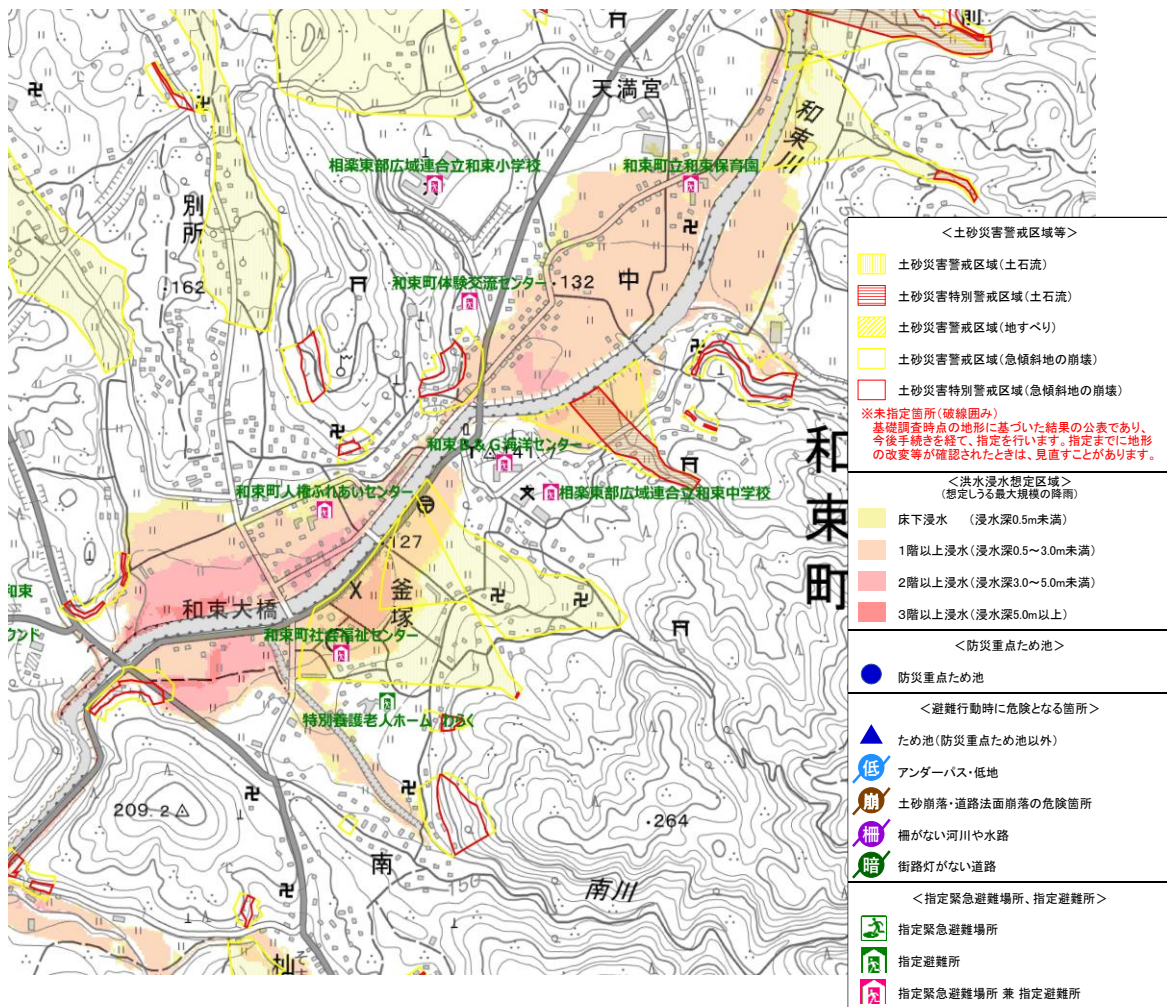 前
150
天満宮
和束川
相楽東部広域連合立和束小学校
和束町立和束保育園
別所
・162
和束町体験交流センター
・132
中
和束B&G海洋センター
141.7
相楽東部広域連合立和束中学校
和束町人権ふれあいセンター
127
釜塚
和束大橋
和束
ウンド
和束町社会福祉センター
特別養護老人ホーム わらく
和束町
209.2
・264
南
150
南川
<土砂災害警戒区域等>
土砂災害警戒区域(土石流)
土砂災害特別警戒区域(土石流)
土砂災害警戒区域(地すべり)
土砂災害警戒区域(急傾斜地の崩壊)
土砂災害特別警戒区域(急傾斜地の崩壊)
※未指定箇所(破線囲み)
基礎調査時点の地形に基づいた結果の公表であり、
今後手続きを経て、指定を行います。指定までに地形
の改変等が確認されたときは、見直すことがあります。
<洪水浸水想定区域>
(想定しうる最大規模の降雨)
床下浸水 (浸水深0.5m未満)
1階以上浸水(浸水深0.5~3.0m未満)
2階以上浸水(浸水深3.0~5.0m未満)
3階以上浸水(浸水深5.0m以上)
<防災重点ため池>
防災重点ため池
<避難行動時に危険となる箇所>
ため池(防災重点ため池以外)
低 アンダーパス・低地
崩 土砂崩落・道路法面崩落の危険箇所
柵 柵がない河川や水路
暗 街路灯がない道路
<指定緊急避難場所、指定避難所>
指定緊急避難場所
指定避難所
指定緊急避難場所 兼 指定避難所